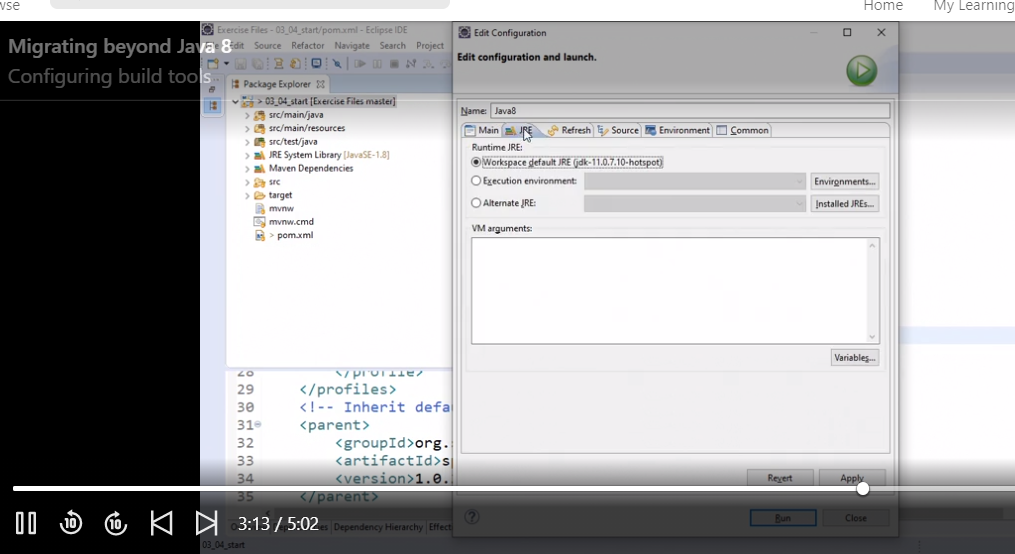 wse
Home My Learning
Exercise Files - 03_04_start/pom.xml - Eclipse IDE
Migrating beyond Java 8
Edit Source Refactor Navigate Search Project
Configuring build tools
Package Explorer
> 03_04_start [Exercise Files master]
src/main/java
src/main/resources
src/test/java
JRE System Library [JavaSE-1.8]
Maven Dependencies
src
target
mvnw
mvnw.cmd
> pom.xml
Edit Configuration
Edit configuration and launch.
Name: Java8
Main JRE Refresh Source Environment Common
Runtime JRE:
Workspace default JRE (jdk-11.0.7.10-hotspot)
Execution environment: Environments...
Alternate JRE: Installed JREs...
VM arguments:
Variables...
Revert Apply
Run Close
28 </profile>
29 </profiles>
30 <!-- Inherit defa
31 <parent>
32 <groupId>org.
33 <artifactId>sp
34 <version>1.0.
35 </parent>
10 10 3:13 / 5:02
Dependency Hierarchy Effect
03_04_start